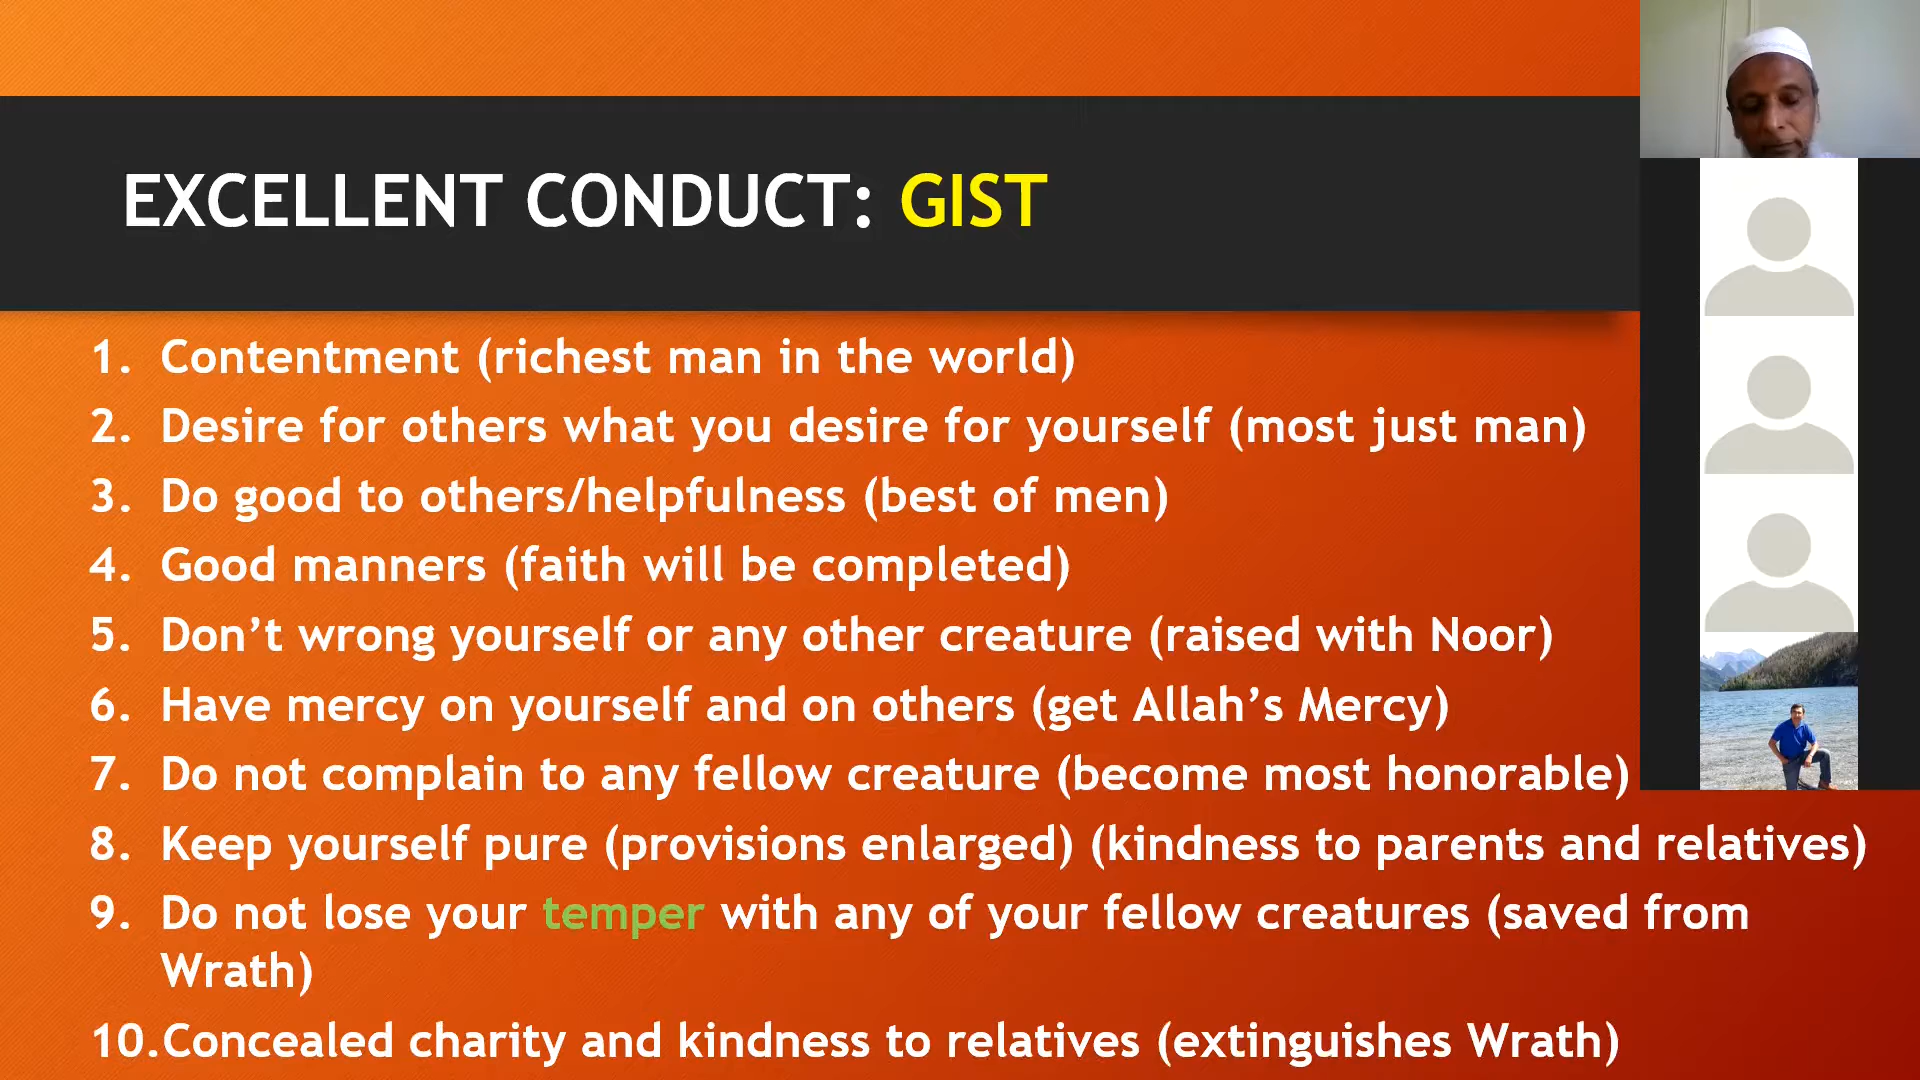 EXCELLENT CONDUCT: GIST
1. Contentment (richest man in the world)
2. Desire for others what you desire for yourself (most just man)
3. Do good to others/helpfulness (best of men)
4. Good manners (faith will be completed)
5. Don’t wrong yourself or any other creature (raised with Noor)
6. Have mercy on yourself and on others (get Allah’s Mercy)
7. Do not complain to any fellow creature (become most honorable)
8. Keep yourself pure (provisions enlarged) (kindness to parents and relatives)
9. Do not lose your temper with any of your fellow creatures (saved from
Wrath)
10.Concealed charity and kindness to relatives (extinguishes Wrath)